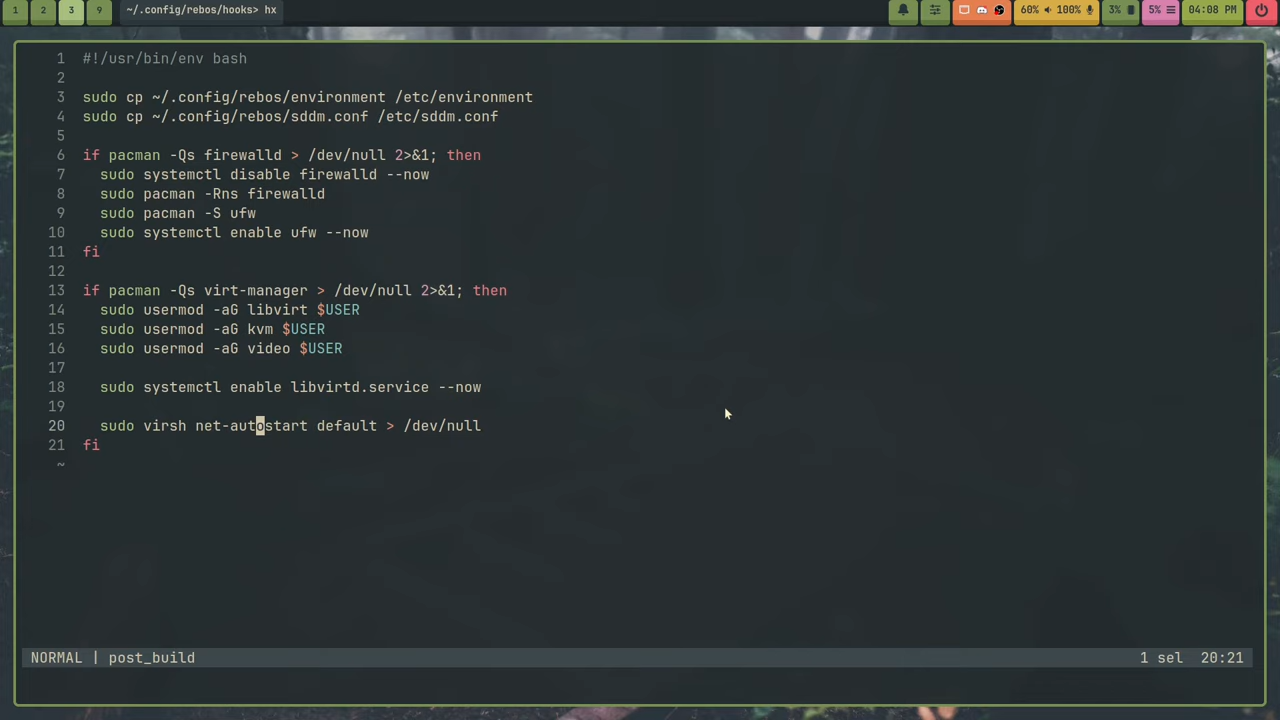 1 2 3 9 ~/.config/rebos/hooks> hx 60% 100% 3% 5% 04:08 PM
1 #!/usr/bin/env bash
2
3 sudo cp ~/.config/rebos/environment /etc/environment
4 sudo cp ~/.config/rebos/sddm.conf /etc/sddm.conf
5
6 if pacman -Qs firewalld > /dev/null 2>&1; then
7   sudo systemctl disable firewalld --now
8   sudo pacman -Rns firewalld
9   sudo pacman -S ufw
10   sudo systemctl enable ufw --now
11 fi
12
13 if pacman -Qs virt-manager > /dev/null 2>&1; then
14   sudo usermod -aG libvirt $USER
15   sudo usermod -aG kvm $USER
16   sudo usermod -aG video $USER
17
18   sudo systemctl enable libvirtd.service --now
19
20   sudo virsh net-autostart default > /dev/null
21 fi
~
NORMAL | post_build 1 sel 20:21